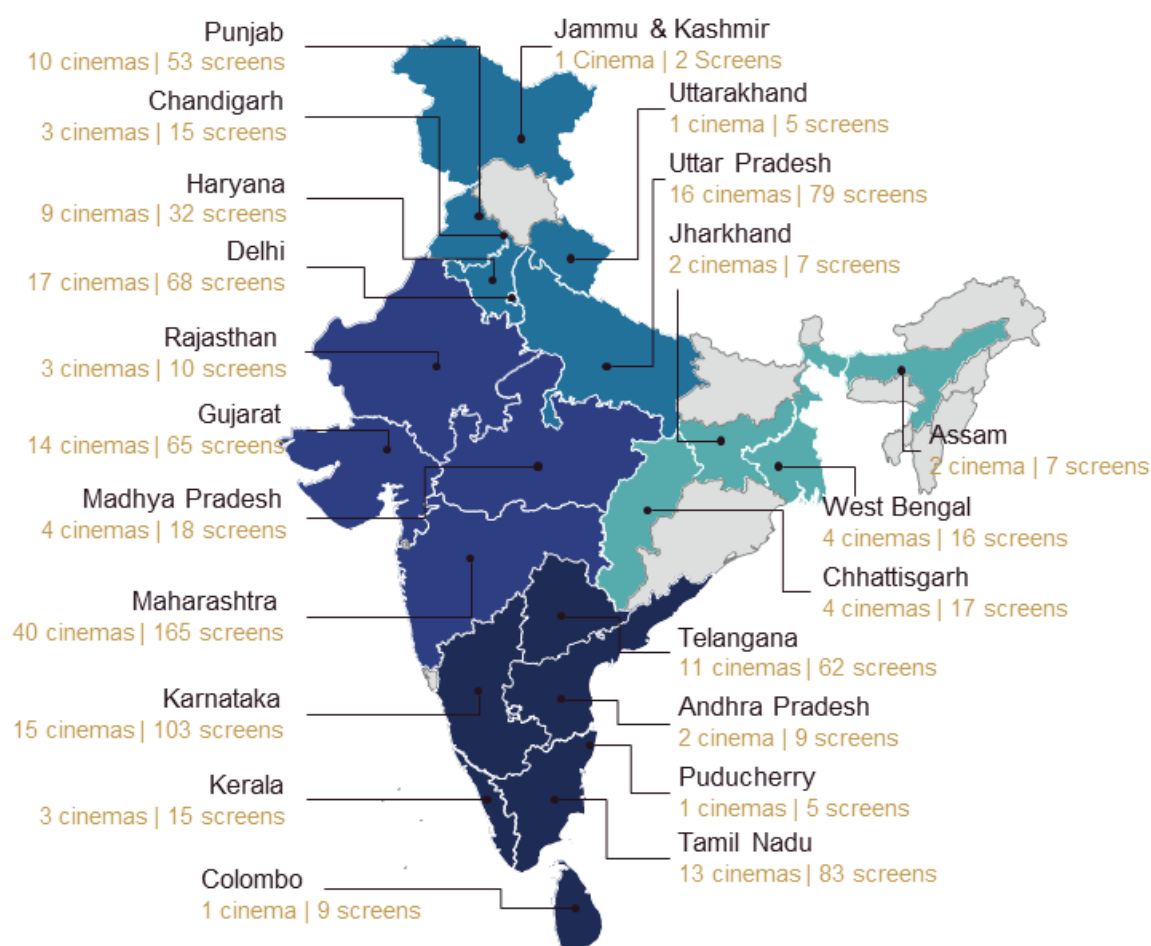 Punjab
10 cinemas | 53 screens
Jammu & Kashmir
1 Cinema | 2 Screens
Chandigarh
3 cinemas | 15 screens
Uttarakhand
1 cinema | 5 screens
Haryana
9 cinemas | 32 screens
Uttar Pradesh
16 cinemas | 79 screens
Delhi
17 cinemas | 68 screens
Jharkhand
2 cinemas | 7 screens
Rajasthan
3 cinemas | 10 screens
Gujarat
14 cinemas | 65 screens
Assam
2 cinema | 7 screens
Madhya Pradesh
4 cinemas | 18 screens
West Bengal
4 cinemas | 16 screens
Chhattisgarh
4 cinemas | 17 screens
Maharashtra
40 cinemas | 165 screens
Telangana
11 cinemas | 62 screens
Karnataka
15 cinemas | 103 screens
Andhra Pradesh
2 cinema | 9 screens
Puducherry
1 cinemas | 5 screens
Kerala
3 cinemas | 15 screens
Tamil Nadu
13 cinemas | 83 screens
Colombo
1 cinema | 9 screens